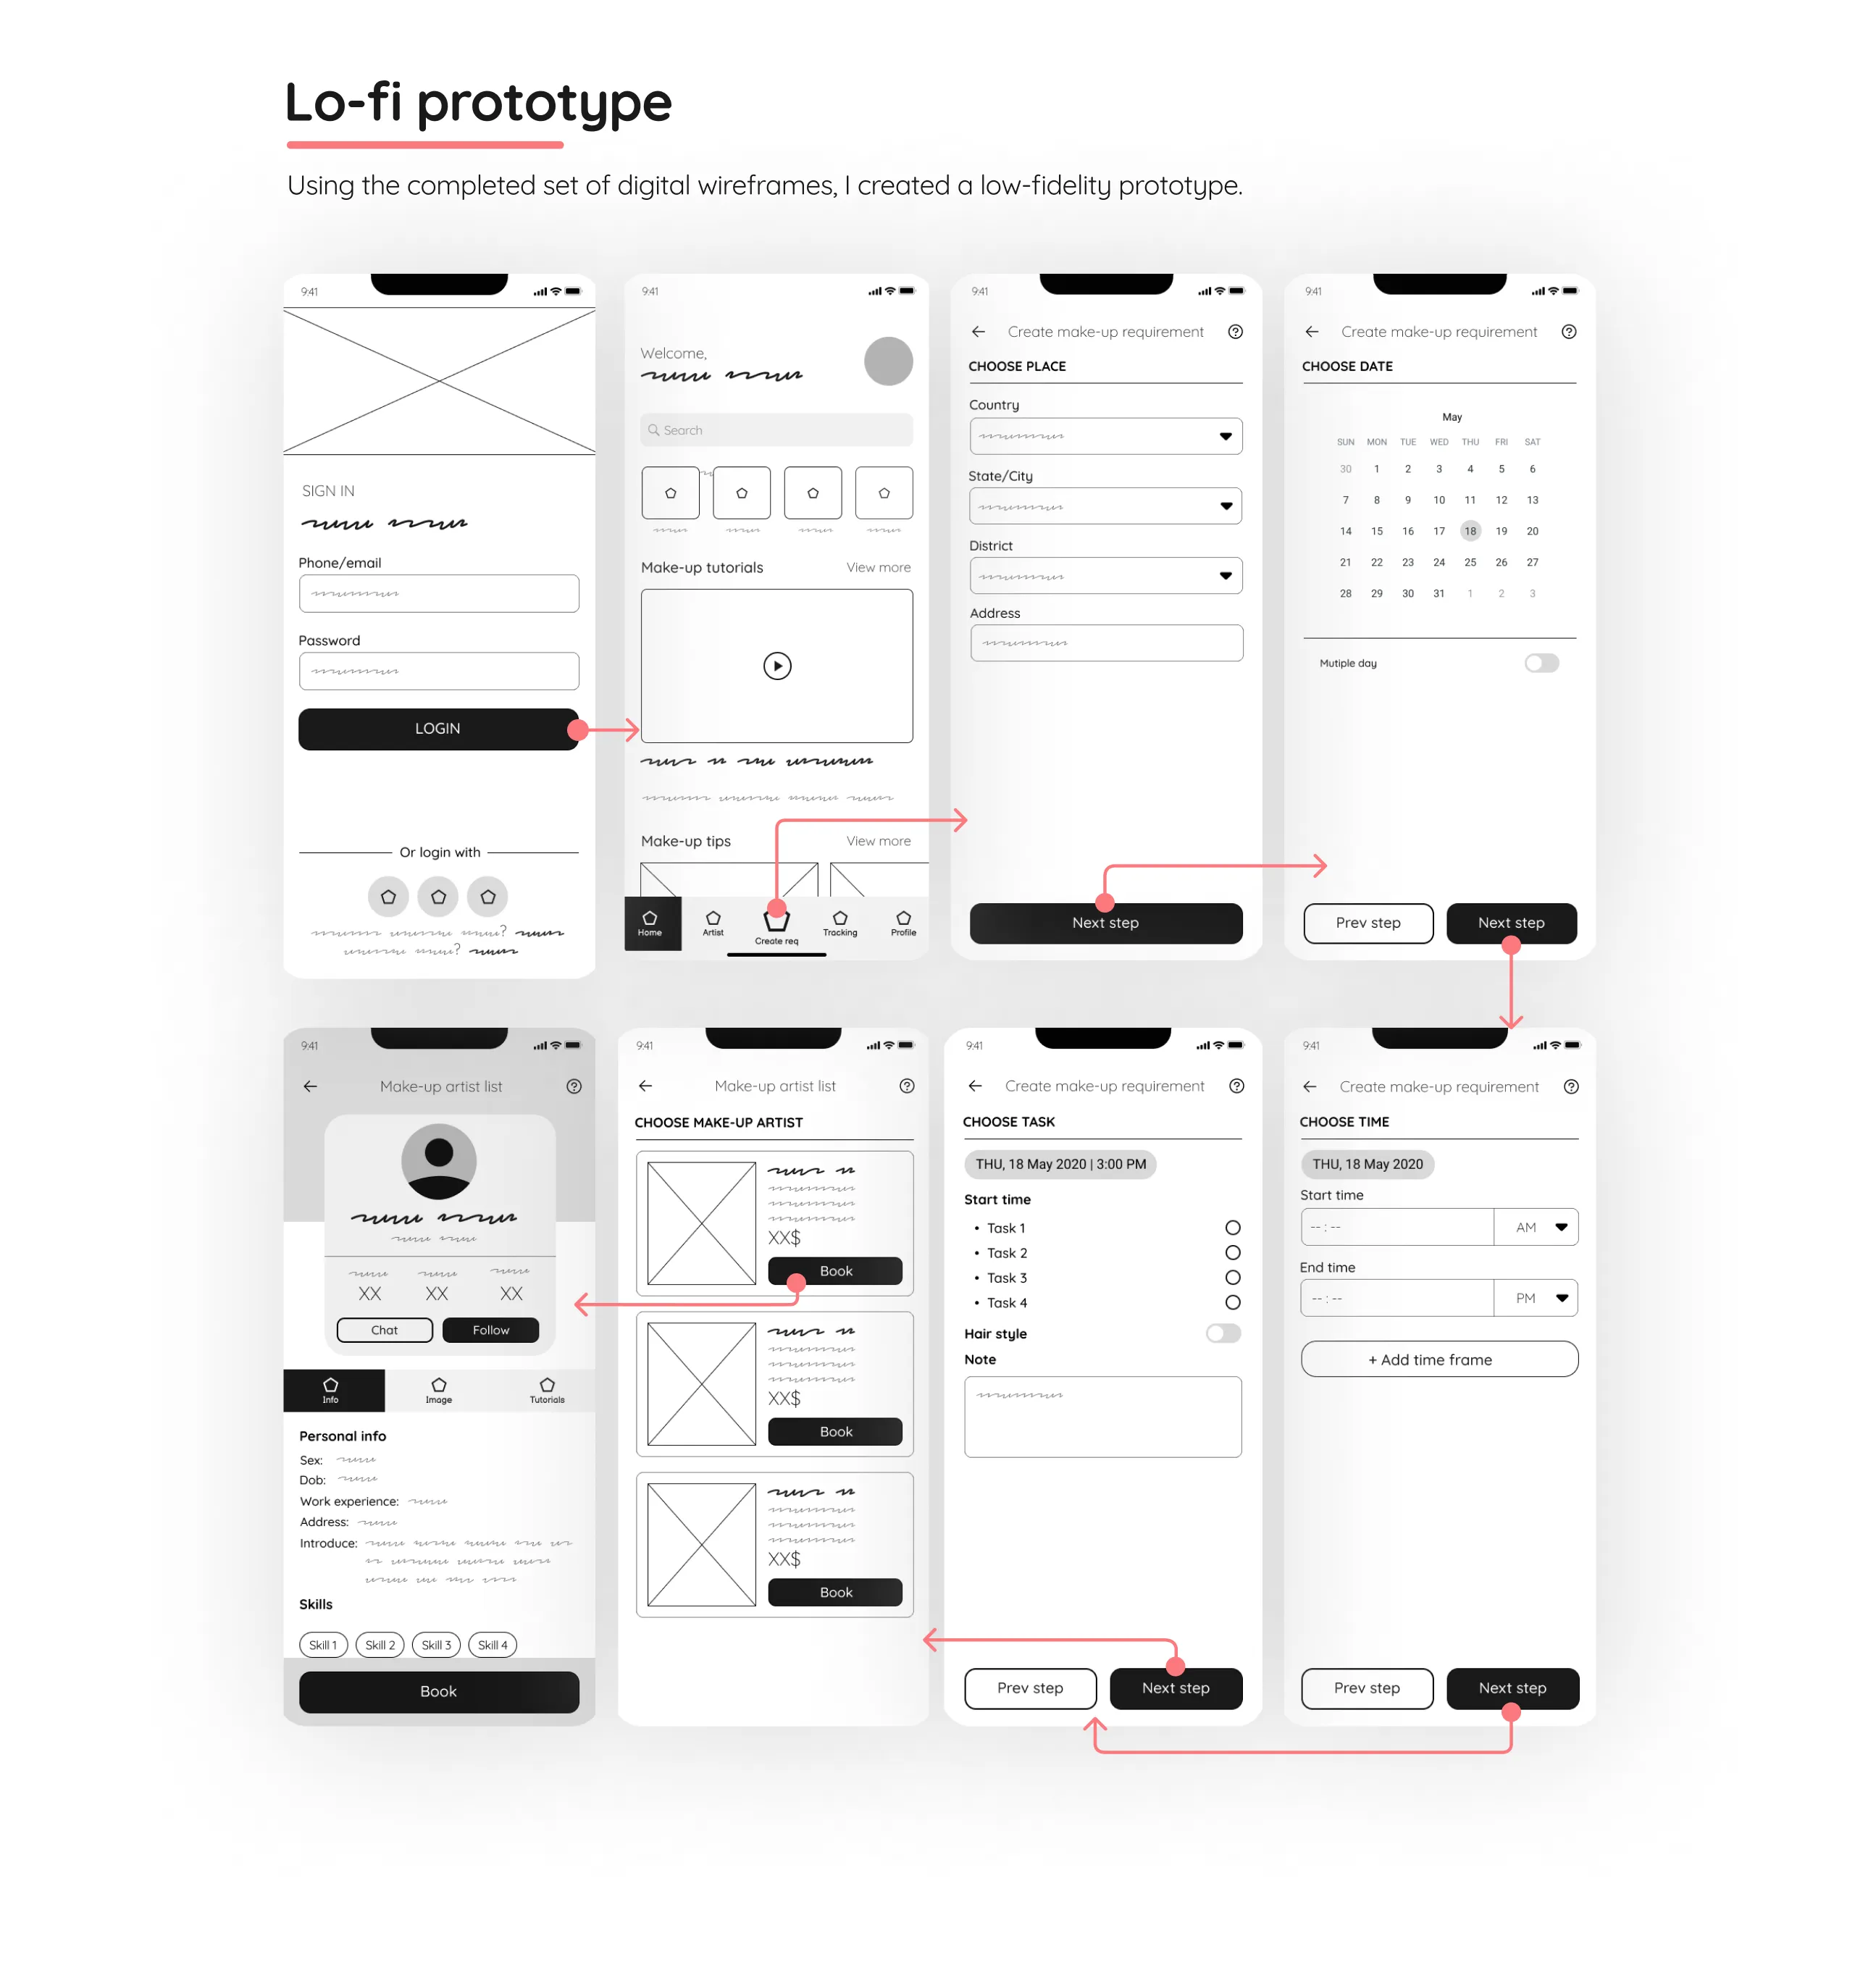 Lo-fi prototype
Using the completed set of digital wireframes, I created a low-fidelity prototype.
9:41
SIGN IN
Phone/email
Password
LOGIN
Or login with
?
?
9:41
Welcome,
Search
Make-up tutorials View more
Make-up tips View more
Home Artist Create req Tracking Profile
9:41
Create make-up requirement
CHOOSE PLACE
Country
State/City
District
Address
Next step
9:41
Create make-up requirement
CHOOSE DATE
May
SUN MON TUE WED THU FRI SAT
30 1 2 3 4 5 6
7 8 9 10 11 12 13
14 15 16 17 18 19 20
21 22 23 24 25 26 27
28 29 30 31 1 2 3
Mutiple day
Prev step Next step
9:41
Make-up artist list
XX XX XX
Chat Follow
Info Image Tutorials
Personal info
Sex:
Dob:
Work experience:
Address:
Introduce:
Skills
Skill 1 Skill 2 Skill 3 Skill 4
Book
9:41
Make-up artist list
CHOOSE MAKE-UP ARTIST
XX$
Book
XX$
Book
XX$
Book
9:41
Create make-up requirement
CHOOSE TASK
THU, 18 May 2020 | 3:00 PM
Start time
• Task 1
• Task 2
• Task 3
• Task 4
Hair style
Note
Prev step Next step
9:41
Create make-up requirement
CHOOSE TIME
THU, 18 May 2020
Start time
-- : -- AM
End time
-- : -- PM
+ Add time frame
Prev step Next step